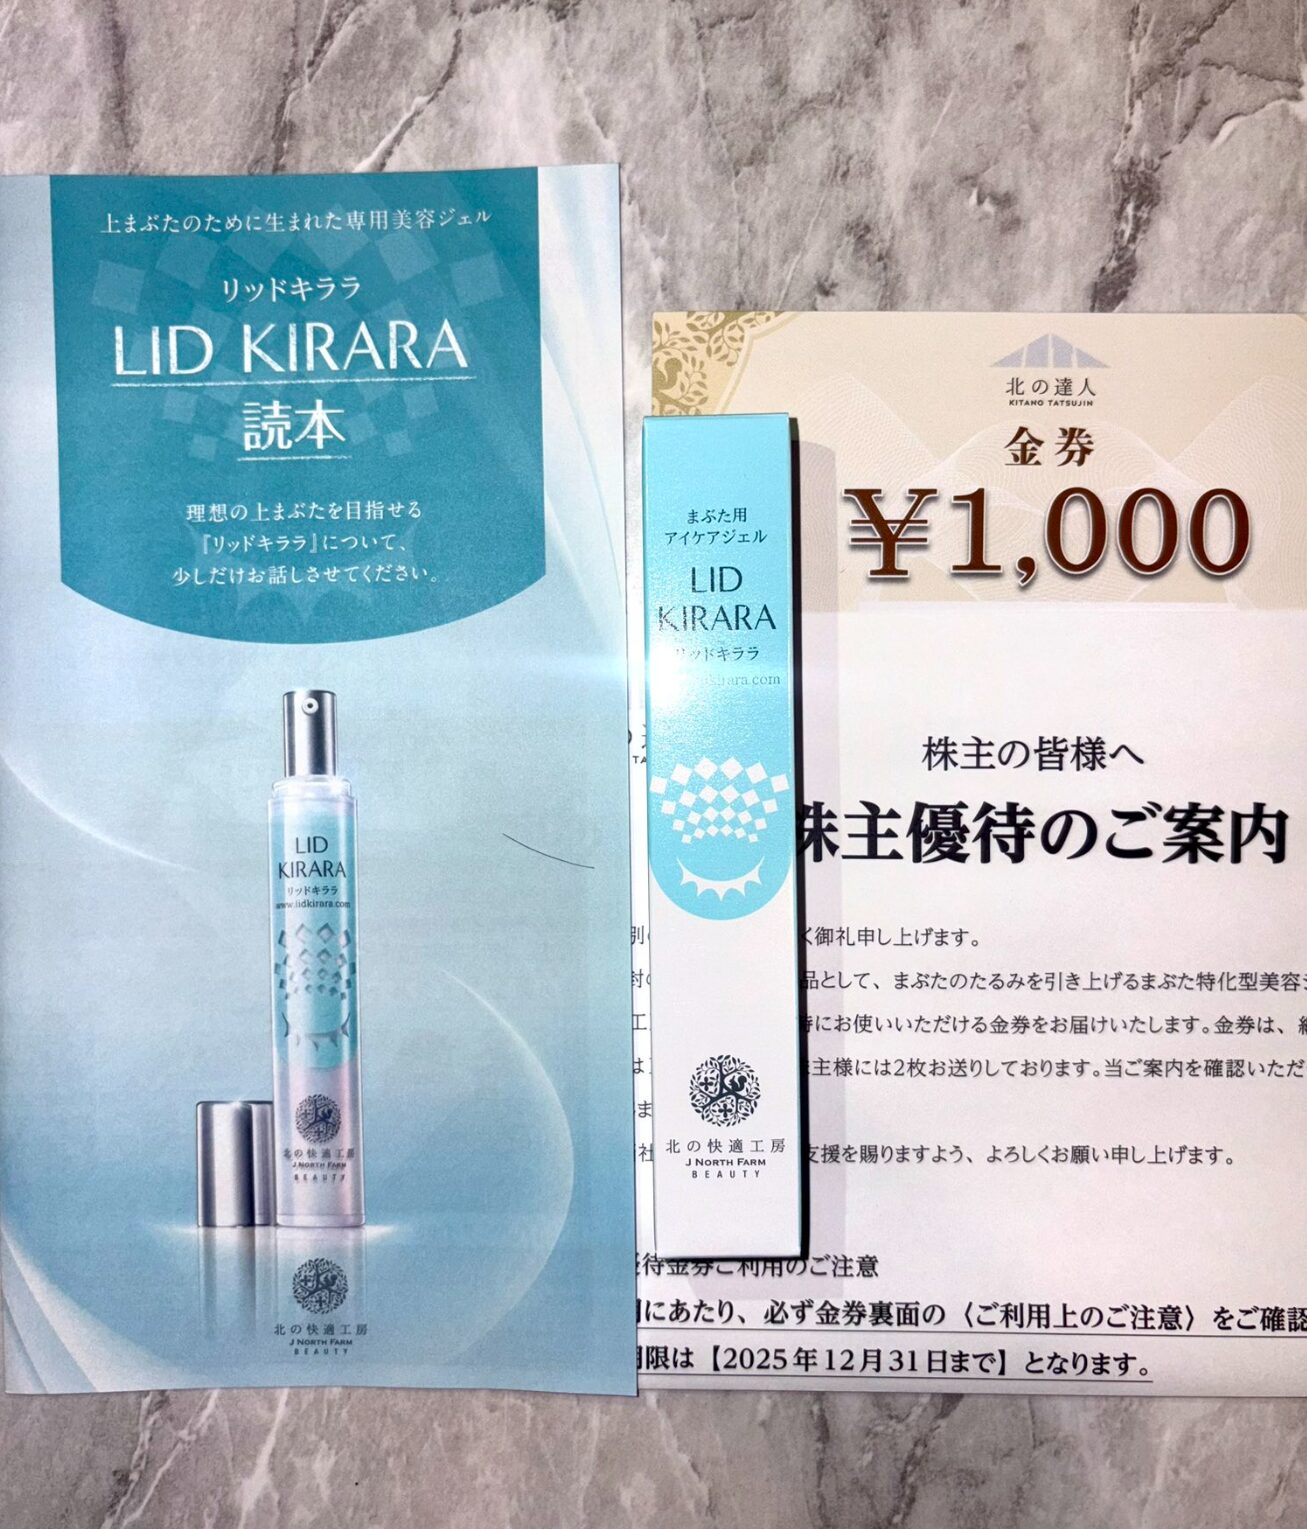 上まぶたのために生まれた専用美容ジェル
リッドキララ
LID KIRARA
読本
理想の上まぶたを目指せる
『リッドキララ』について、
少しだけお話しさせてください。
LID
KIRARA
リッドキララ
www.lidkirara.com
北の快適工房
J NORTH FARM
BEAUTY
北の快適工房
J NORTH FARM
BEAUTY
まぶた用
アイケアジェル
LID
KIRARA
リッドキララ
北の快適工房
J NORTH FARM
BEAUTY
北の達人
KITANO TATSUJIN
金券
¥1,000
株主の皆様へ
株主優待のご案内
く御礼申し上げます。
品として、まぶたのたるみを引き上げるまぶた特化型美容
にお使いいただける金券をお届けいたします。金券は、
主様には2枚お送りしております。当ご案内を確認いただ
支援を賜りますよう、よろしくお願い申し上げます。
待金券ご利用のご注意
にあたり、必ず金券裏面の〈ご利用上のご注意〉をご確認
限は【2025年12月31日まで】となります。